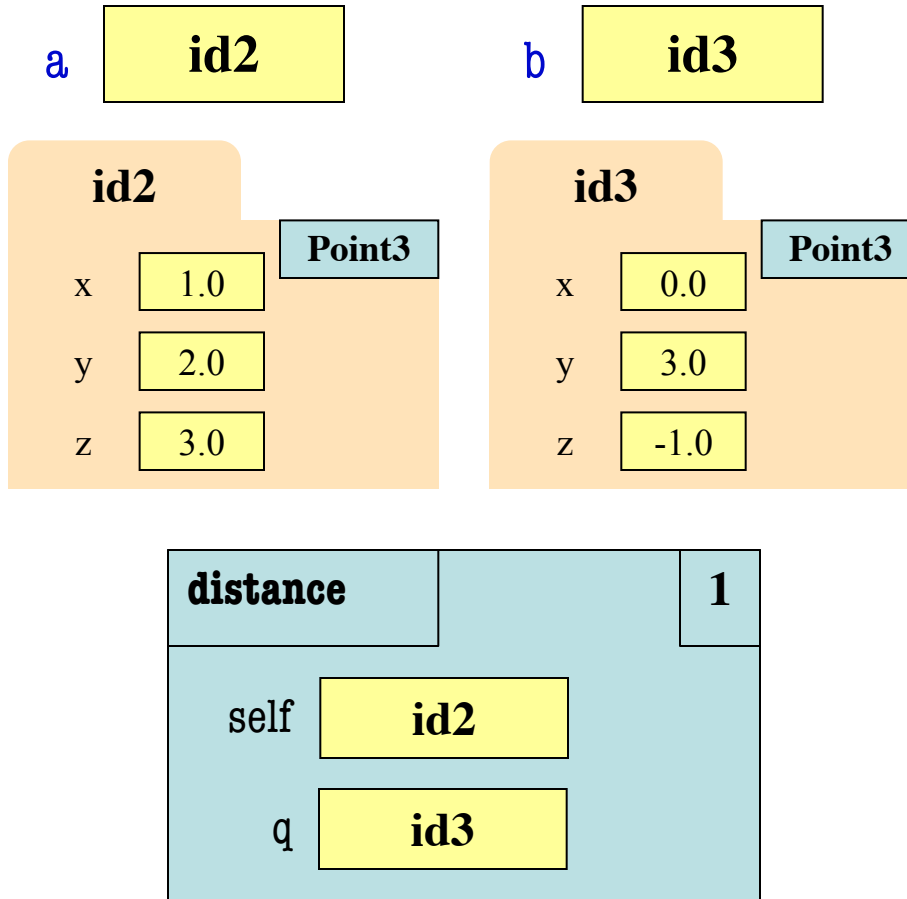 a id2 b id3
id2 id3
Point3 Point3
x 1.0 x 0.0
y 2.0 y 3.0
z 3.0 z -1.0
distance 1
self id2
q id3